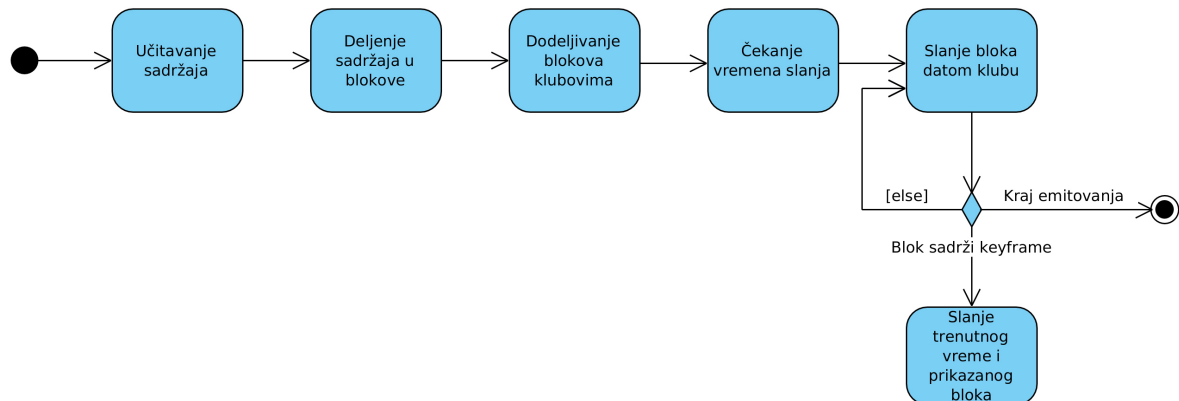 Učitavanje
sadržaja
Deljenje
sadržaja u
blokove
Dodeljivanje
blokova
klubovima
Čekanje
vremena slanja
Slanje bloka
datom klubu
[else]
Kraj emitovanja
Blok sadrži keyframe
Slanje
trenutnog
vreme i
prikazanog
bloka